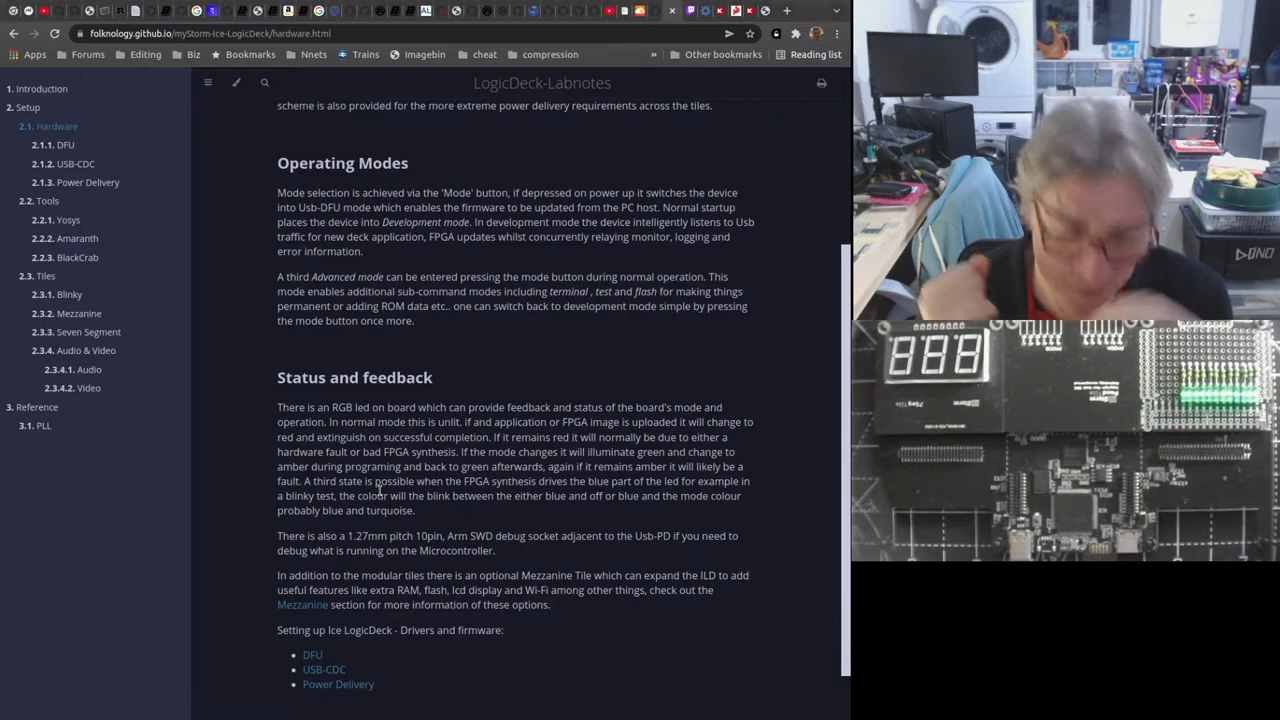 folknology.github.io/myStorm-Ice-LogicDeck/hardware.html
Apps Forums Editing Biz Bookmarks Nnets Trains Imagebin cheat compression » Other bookmarks Reading list
1. Introduction
2. Setup
2.1. Hardware
2.1.1. DFU
2.1.2. USB-CDC
2.1.3. Power Delivery
2.2. Tools
2.2.1. Yosys
2.2.2. Amaranth
2.2.3. BlackCrab
2.3. Tiles
2.3.1. Blinky
2.3.2. Mezzanine
2.3.3. Seven Segment
2.3.4. Audio & Video
2.3.4.1. Audio
2.3.4.2. Video
3. Reference
3.1. PLL
LogicDeck-Labnotes
scheme is also provided for the more extreme power delivery requirements across the tiles.
Operating Modes
Mode selection is achieved via the 'Mode' button, if depressed on power up it switches the device
into Usb-DFU mode which enables the firmware to be updated from the PC host. Normal startup
places the device into Development mode. In development mode the device intelligently listens to Usb
traffic for new deck application, FPGA updates whilst concurrently relaying monitor, logging and
error information.
A third Advanced mode can be entered pressing the mode button during normal operation. This
mode enables additional sub-command modes including terminal , test and flash for making things
permanent or adding ROM data etc.. one can switch back to development mode simple by pressing
the mode button once more.
Status and feedback
There is an RGB led on board which can provide feedback and status of the board's mode and
operation. In normal mode this is unlit. if and application or FPGA image is uploaded it will change to
red and extinguish on successful completion. If it remains red it will normally be due to either a
hardware fault or bad FPGA synthesis. If the mode changes it will illuminate green and change to
amber during programing and back to green afterwards, again if it remains amber it will likely be a
fault. A third state is possible when the FPGA synthesis drives the blue part of the led for example in
a blinky test, the colour will the blink between the either blue and off or blue and the mode colour
probably blue and turquoise.
There is also a 1.27mm pitch 10pin, Arm SWD debug socket adjacent to the Usb-PD if you need to
debug what is running on the Microcontroller.
In addition to the modular tiles there is an optional Mezzanine Tile which can expand the ILD to add
useful features like extra RAM, flash, lcd display and Wi-Fi among other things, check out the
Mezzanine section for more information of these options.
Setting up Ice LogicDeck - Drivers and firmware:
DFU
USB-CDC
Power Delivery
888